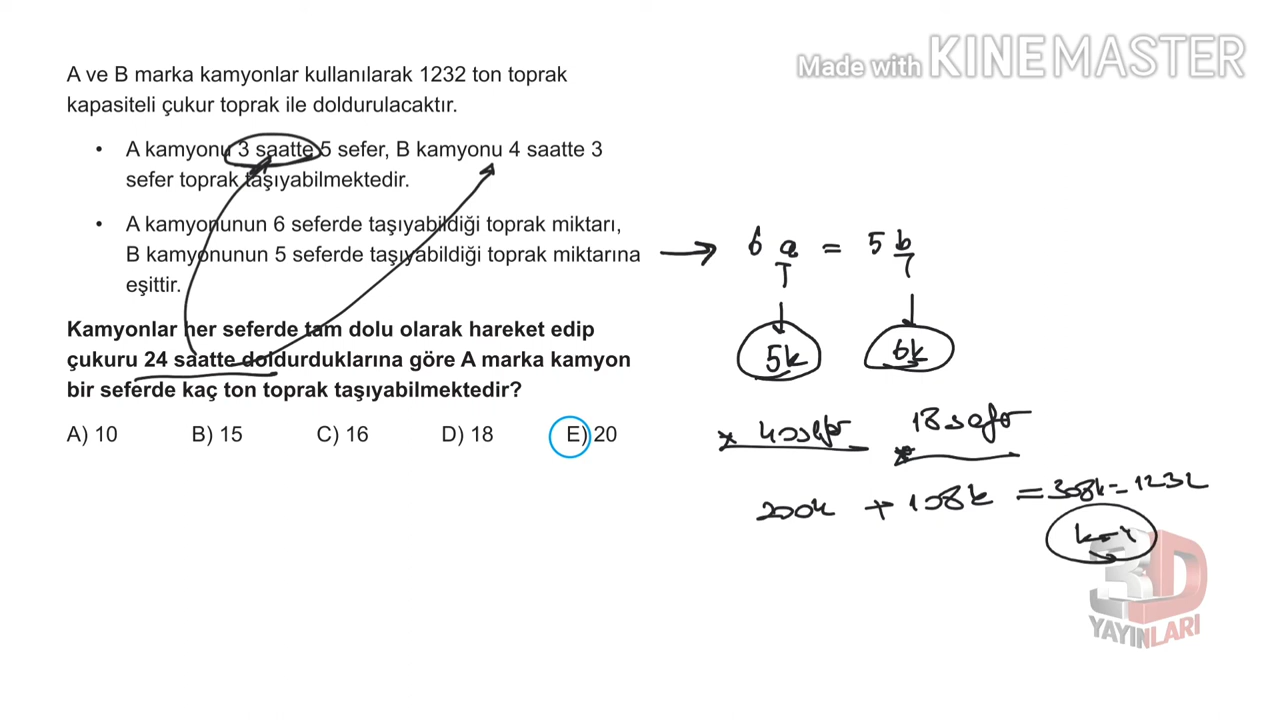 Made with KINEMASTER
A ve B marka kamyonlar kullanılarak 1232 ton toprak
kapasiteli çukur toprak ile doldurulacaktır.
• A kamyonu 3 saatte 5 sefer, B kamyonu 4 saatte 3
sefer toprak taşıyabilmektedir.
• A kamyonunun 6 seferde taşıyabildiği toprak miktarı,
B kamyonunun 5 seferde taşıyabildiği toprak miktarına
eşittir.
Kamyonlar her seferde tam dolu olarak hareket edip
çukuru 24 saatte doldurduklarına göre A marka kamyon
bir seferde kaç ton toprak taşıyabilmektedir?
A) 10 B) 15 C) 16 D) 18 E) 20
6a = 5b
5k 6k
* 40 sefer * 18 sefer
200k + 108k = 308k = 1232
k=4
3D
YAYINLARI